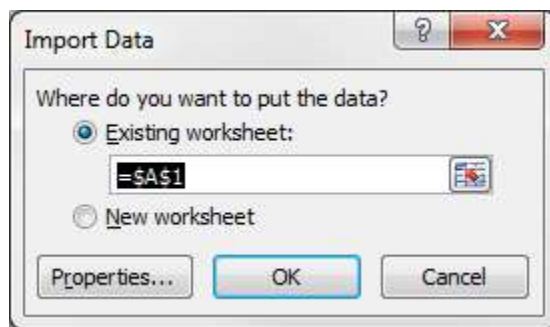 Import Data
Where do you want to put the data?
Existing worksheet:
=$A$1
New worksheet
Properties... OK Cancel